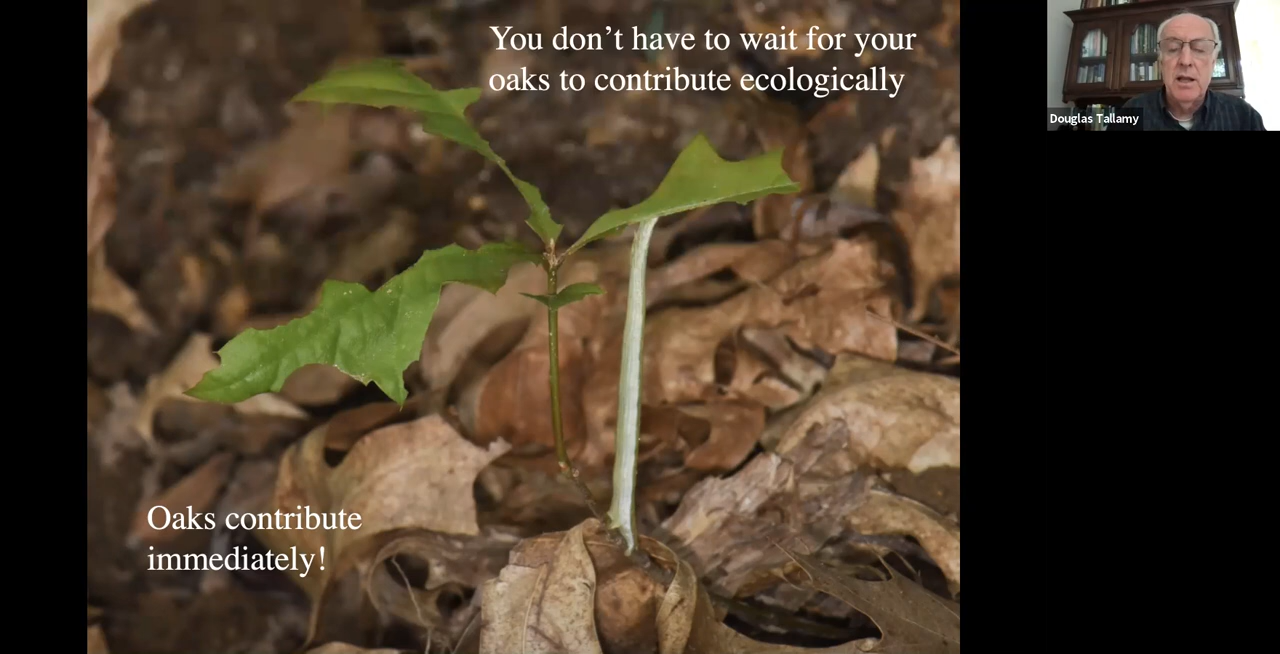 You don’t have to wait for your
oaks to contribute ecologically
Douglas Tallamy
Oaks contribute
immediately!